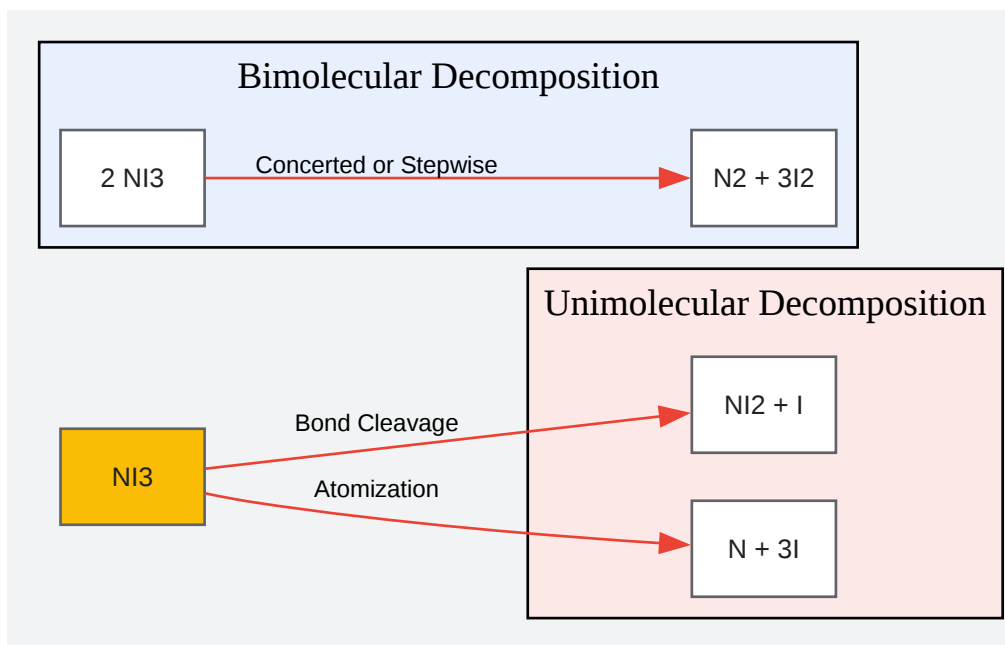 Bimolecular Decomposition
2 NI3
Concerted or Stepwise
N2 + 3I2
Unimolecular Decomposition
NI2 + I
Bond Cleavage
NI3
Atomization
N + 3I